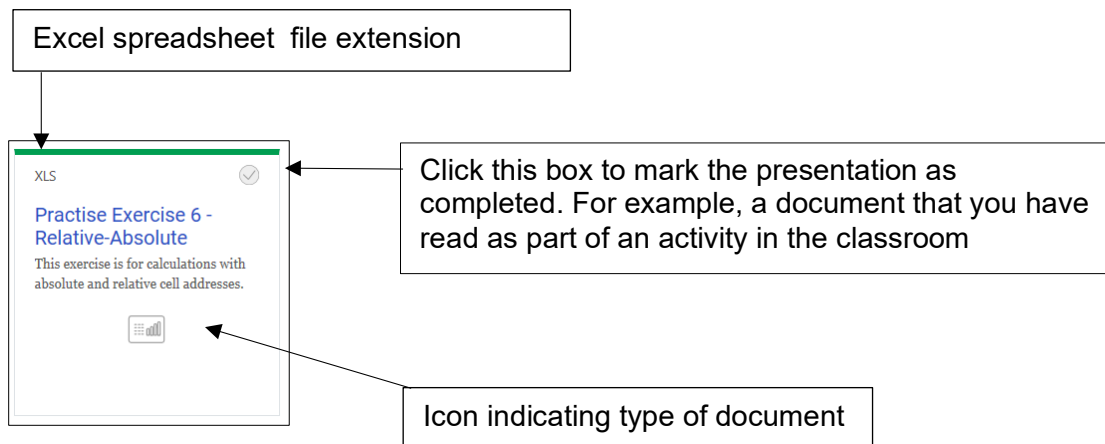 Excel spreadsheet file extension
XLS
Practise Exercise 6 -
Relative-Absolute
This exercise is for calculations with
absolute and relative cell addresses.
Click this box to mark the presentation as
completed. For example, a document that you have
read as part of an activity in the classroom
Icon indicating type of document